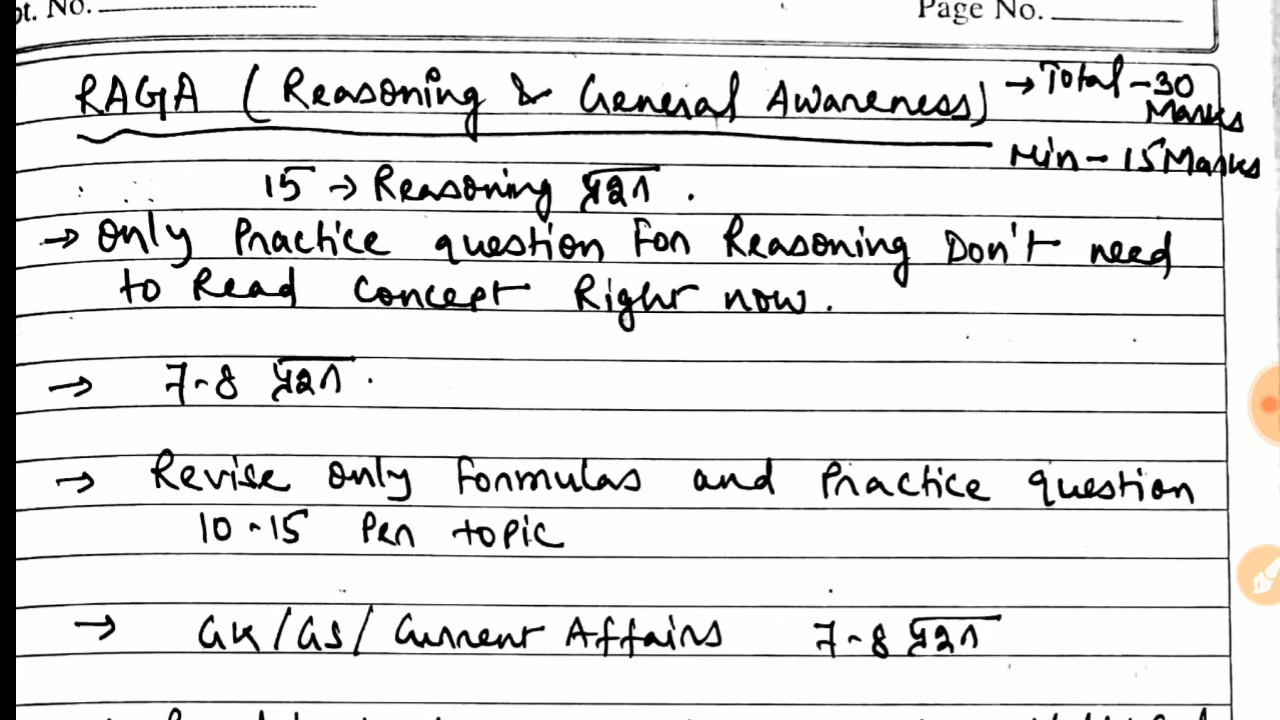 pt. No.
Page No.
RAGA (Reasoning & General Awareness) → Total - 30 Marks
Min - 15 Marks
15 → Reasoning प्रश्न.
→ Only Practice question For Reasoning Don't need
to Read Concept Right now.
→ 7-8 प्रश्न.
→ Revise only Formulas and Practice question
10-15 Per topic
→ GK/GS/Current Affairs 7-8 प्रश्न